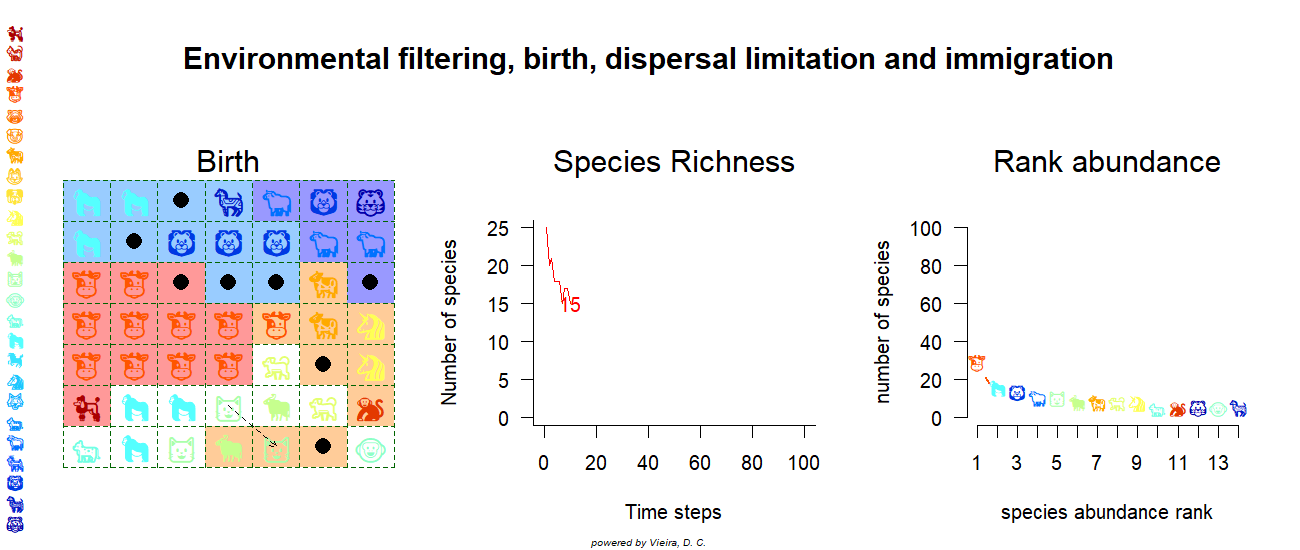 Environmental filtering, birth, dispersal limitation and immigration
Birth
Species Richness
Number of species
25
20
15
10
5
0
15
0 20 40 60 80 100
Time steps
Rank abundance
number of species
100
80
60
40
20
0
1 3 5 7 9 11 13
species abundance rank
powered by Vieira, D. C.